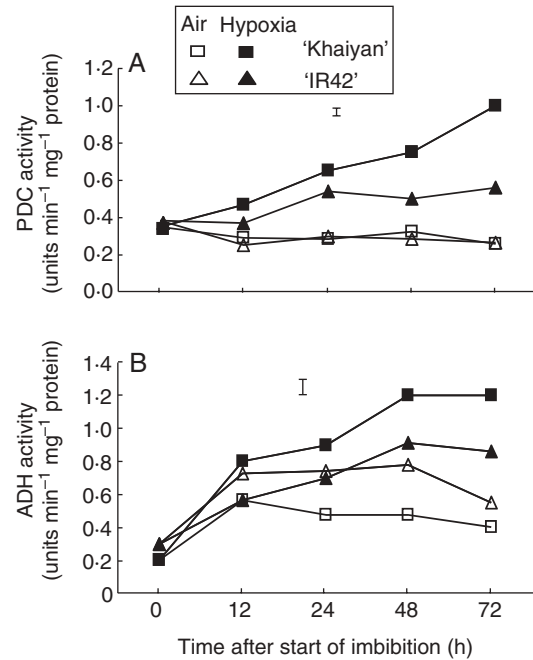 Air Hypoxia
'Khaiyan'
'IR42'
A
1·2
1·0
0·8
0·6
0·4
0·2
0·0
PDC activity
(units min⁻¹ mg⁻¹ protein)
B
1·4
1·2
1·0
0·8
0·6
0·4
0·2
0
ADH activity
(units min⁻¹ mg⁻¹ protein)
0 12 24 48 72
Time after start of imbibition (h)